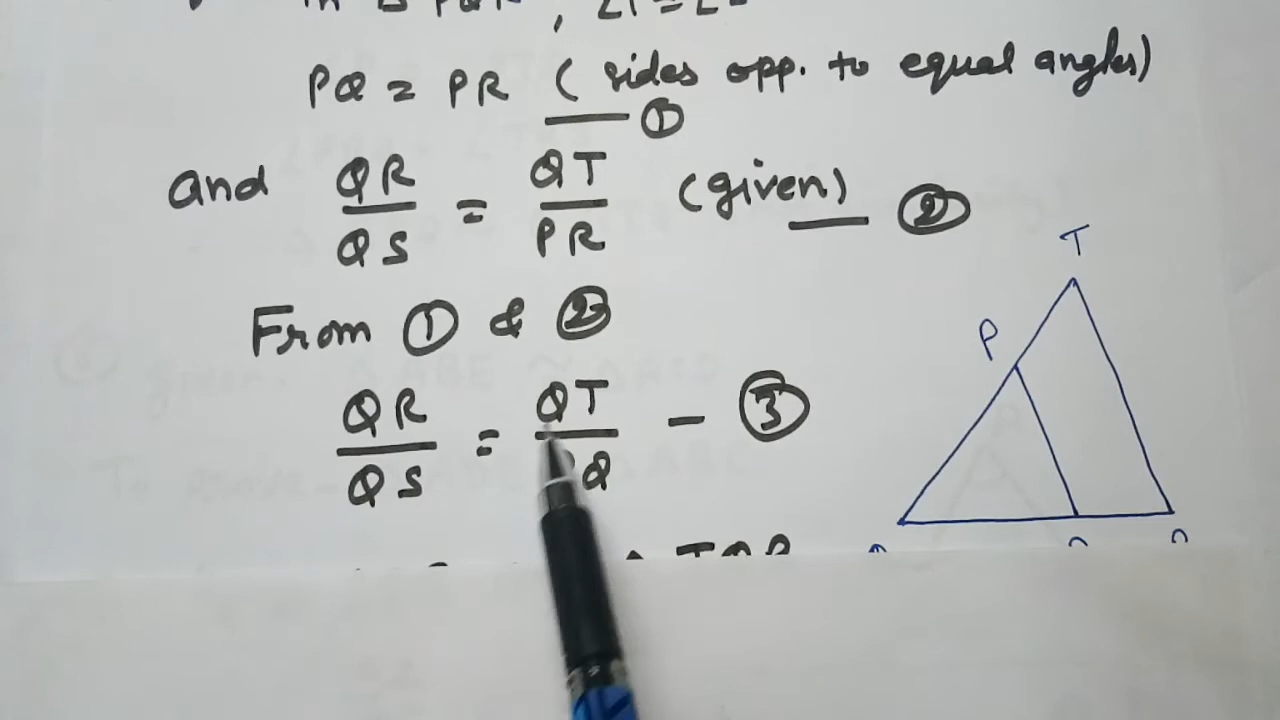 PQ = PR (sides opp. to equal angles)
①
and QR/QS = QT/PR (given) ②
From ① & ②
QR/QS = QT/PQ - ③
T
P